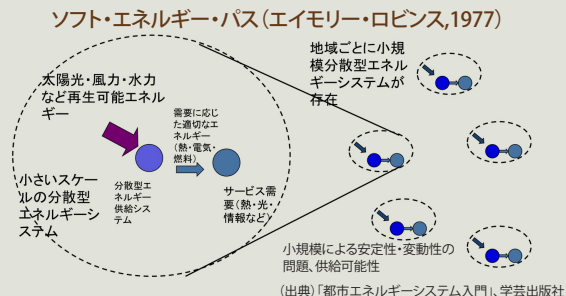 ソフト・エネルギー・パス(エイモリー・ロビンス,1977)
太陽光・風力・水力
など再生可能エネル
ギー
需要に応じ
た適切なエ
ネルギー
(熱・電気・
燃料)
小さいスケー
ルの分散型
エネルギーシ
ステム
分散型エ
ネルギー
供給シス
テム
サービス需
要(熱・光・
情報など)
地域ごとに小規
模分散型エネル
ギーシステムが
存在
小規模による安定性・変動性の
問題、供給可能性
(出典)「都市エネルギーシステム入門」、学芸出版社